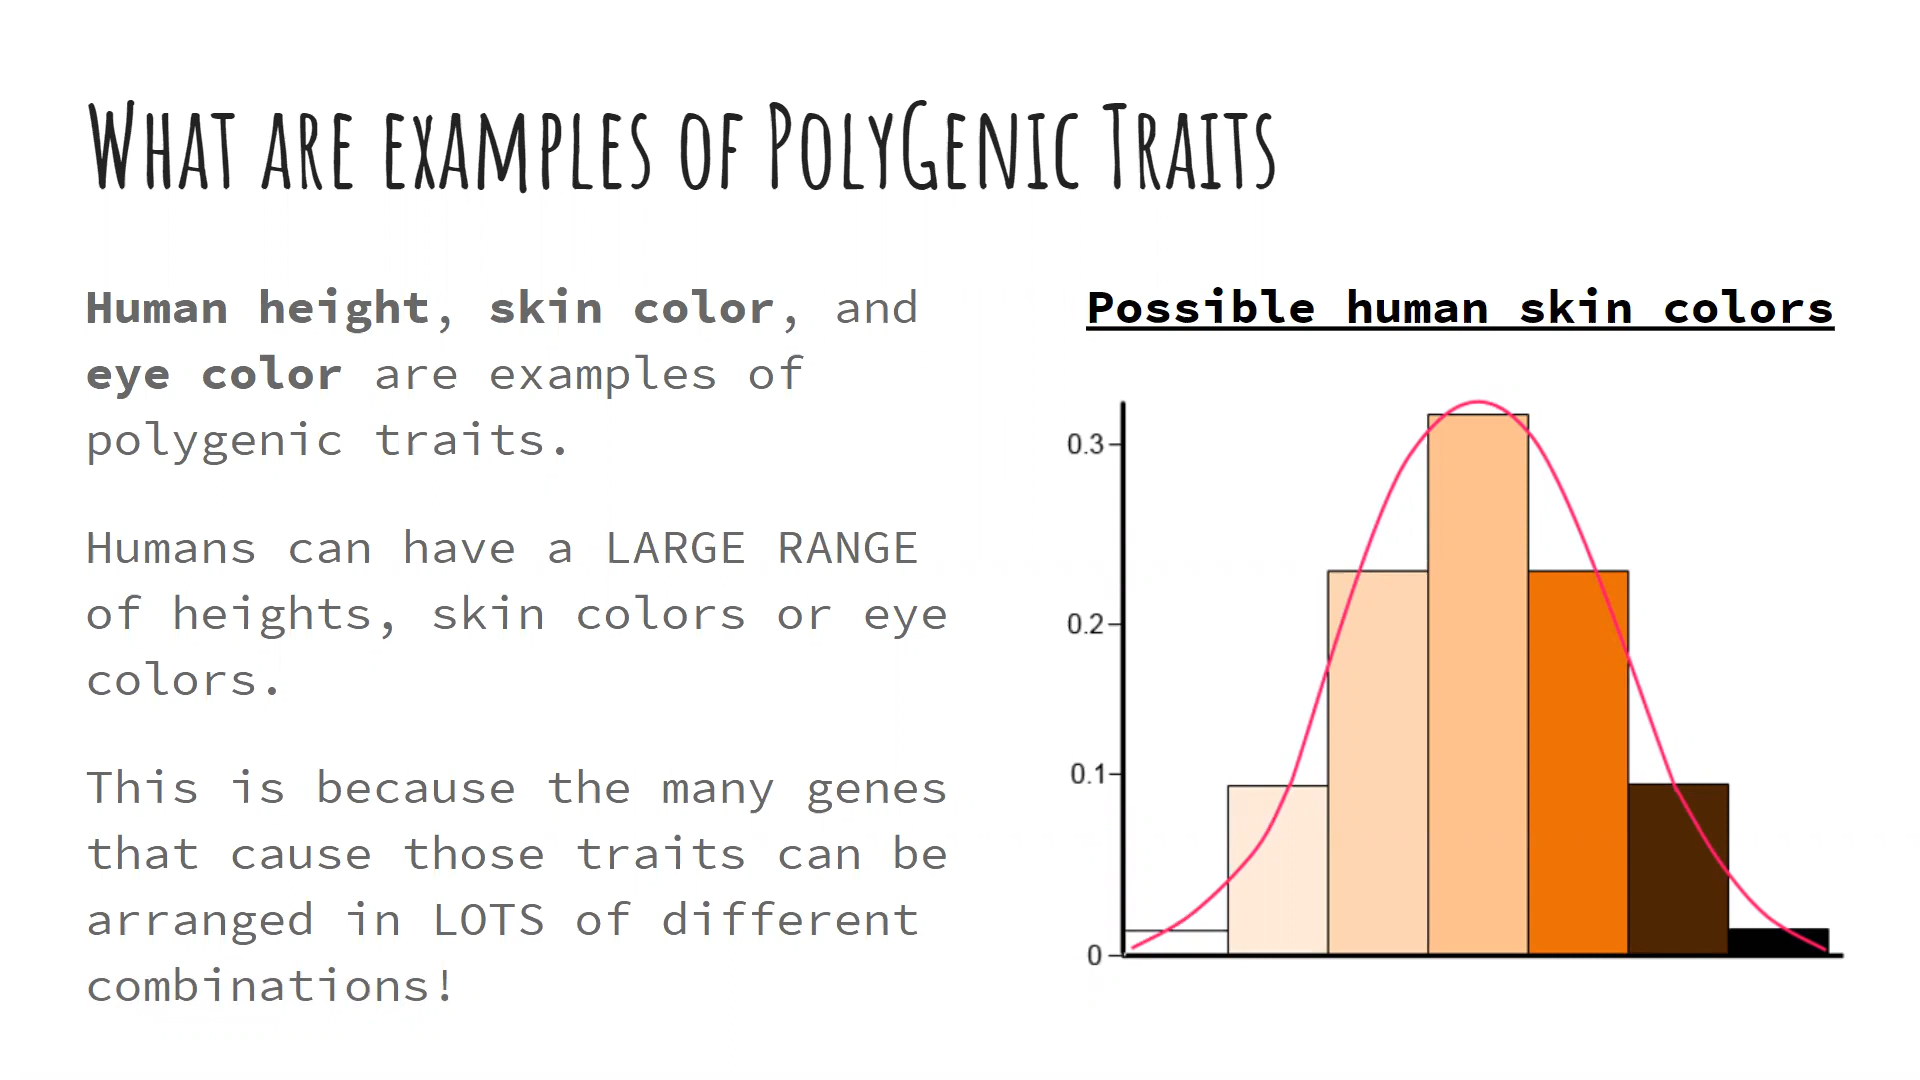 What are examples of PolyGenic Traits
Human height, skin color, and
eye color are examples of
polygenic traits.
Humans can have a LARGE RANGE
of heights, skin colors or eye
colors.
This is because the many genes
that cause those traits can be
arranged in LOTS of different
combinations!
Possible human skin colors
0.3
0.2
0.1
0